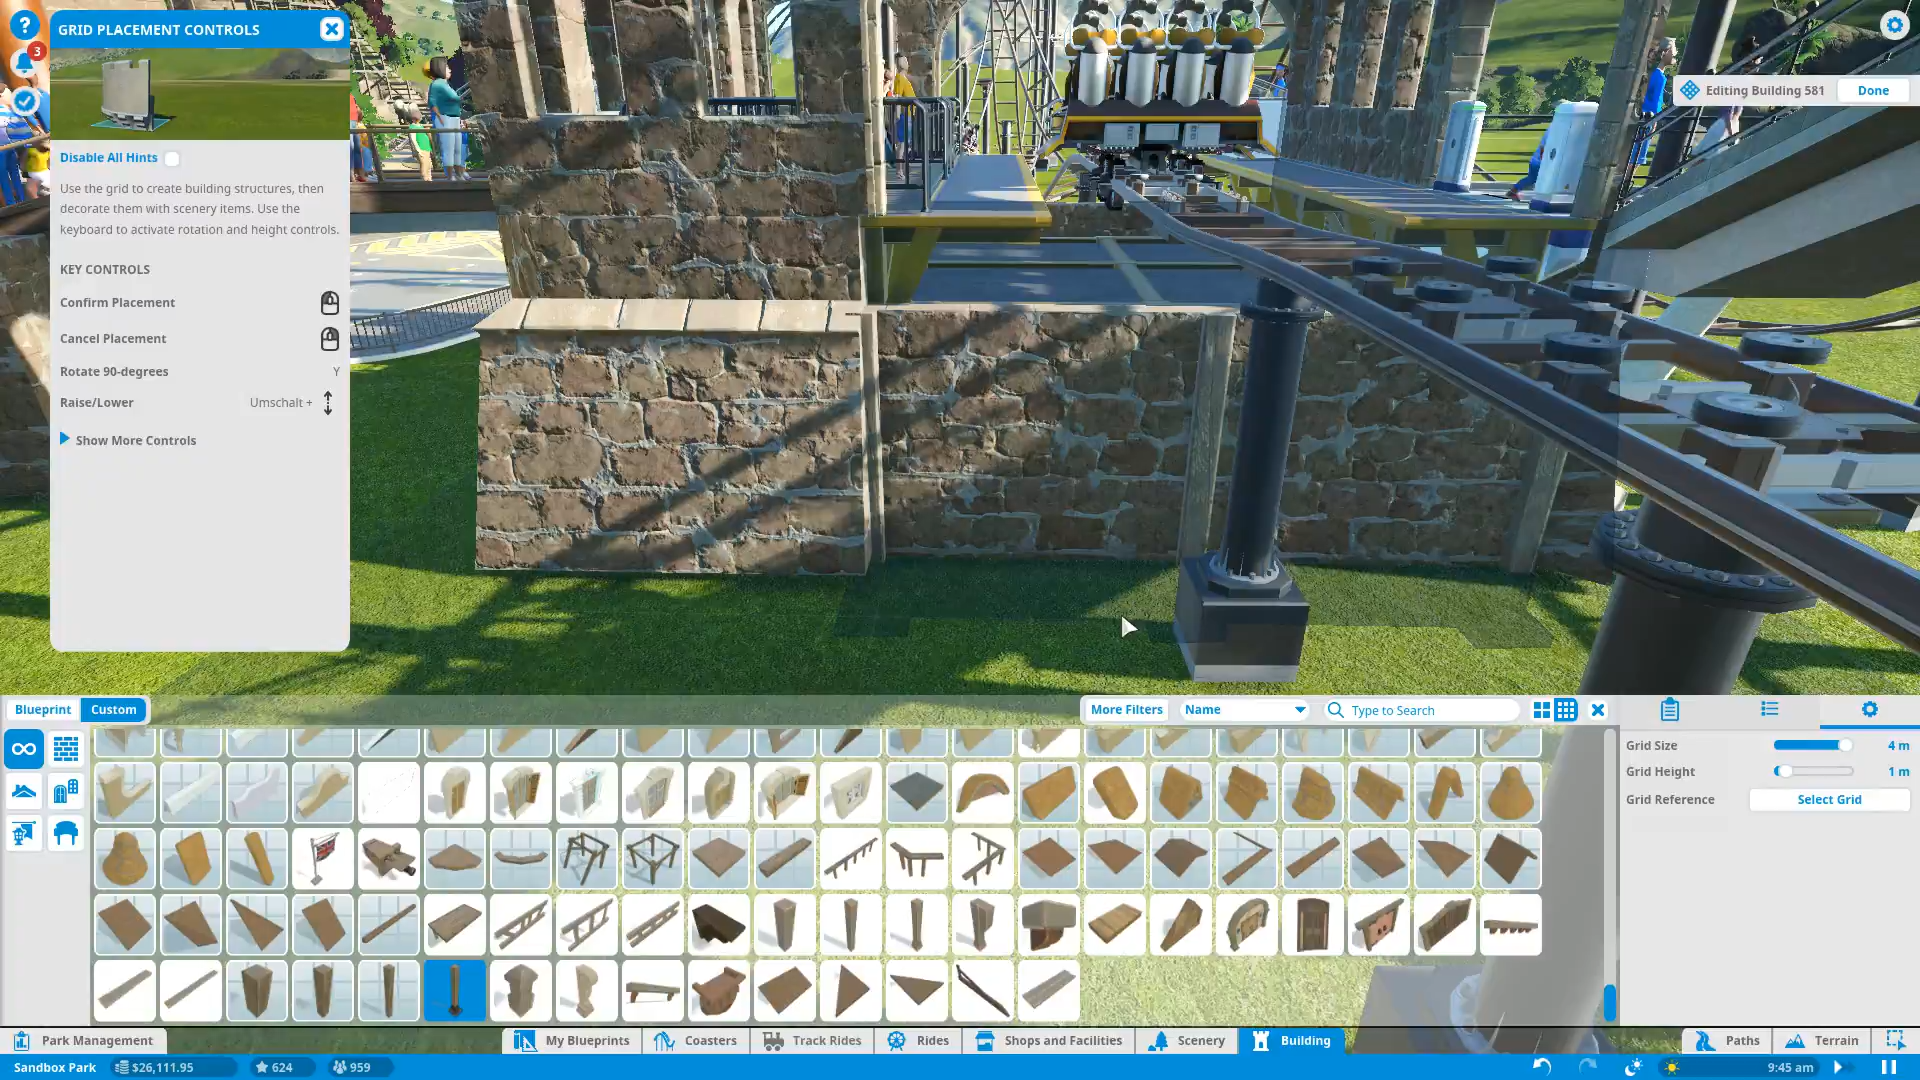 GRID PLACEMENT CONTROLS
?
3
Disable All Hints
Use the grid to create building structures, then
decorate them with scenery items. Use the
keyboard to activate rotation and height controls.
KEY CONTROLS
Confirm Placement
Cancel Placement
Rotate 90-degrees Y
Raise/Lower Umschalt +
Show More Controls
Editing Building 581 Done
Blueprint Custom
More Filters Name Type to Search
Grid Size 4 m
Grid Height 1 m
Grid Reference Select Grid
Park Management My Blueprints Coasters Track Rides Rides Shops and Facilities Scenery Building Paths Terrain
Sandbox Park $26,111.95 624 959 9:45 am